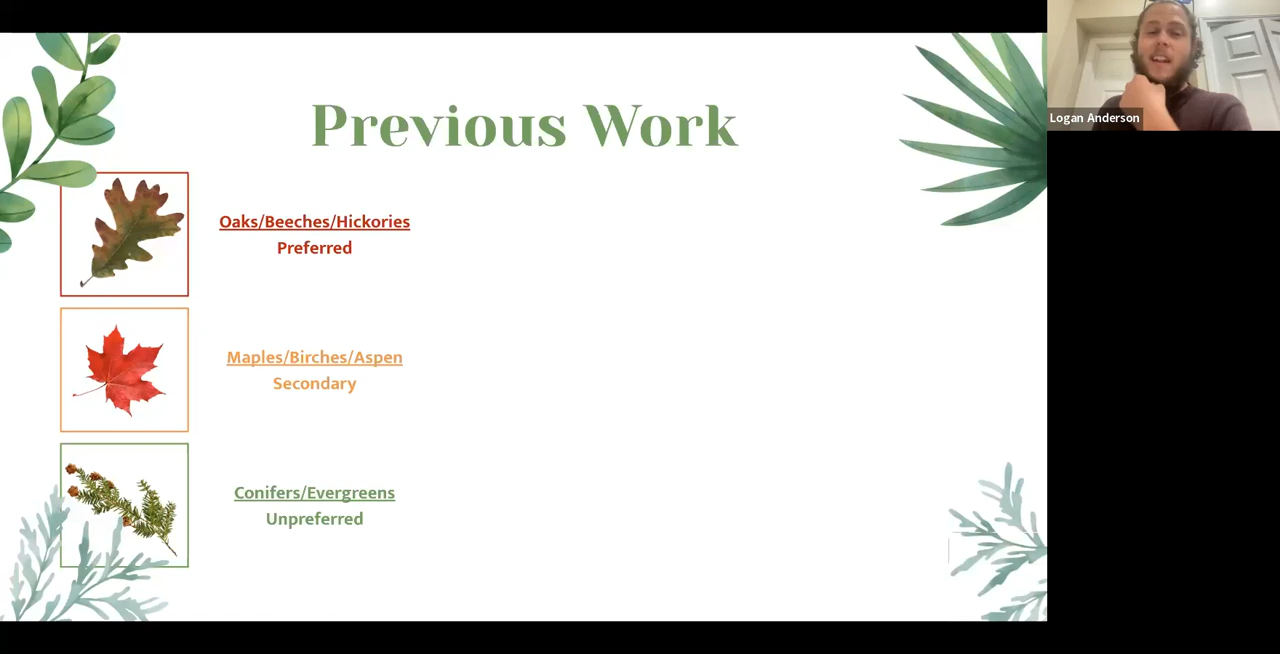 Previous Work
Oaks/Beeches/Hickories
Preferred
Maples/Birches/Aspen
Secondary
Conifers/Evergreens
Unpreferred
Logan Anderson